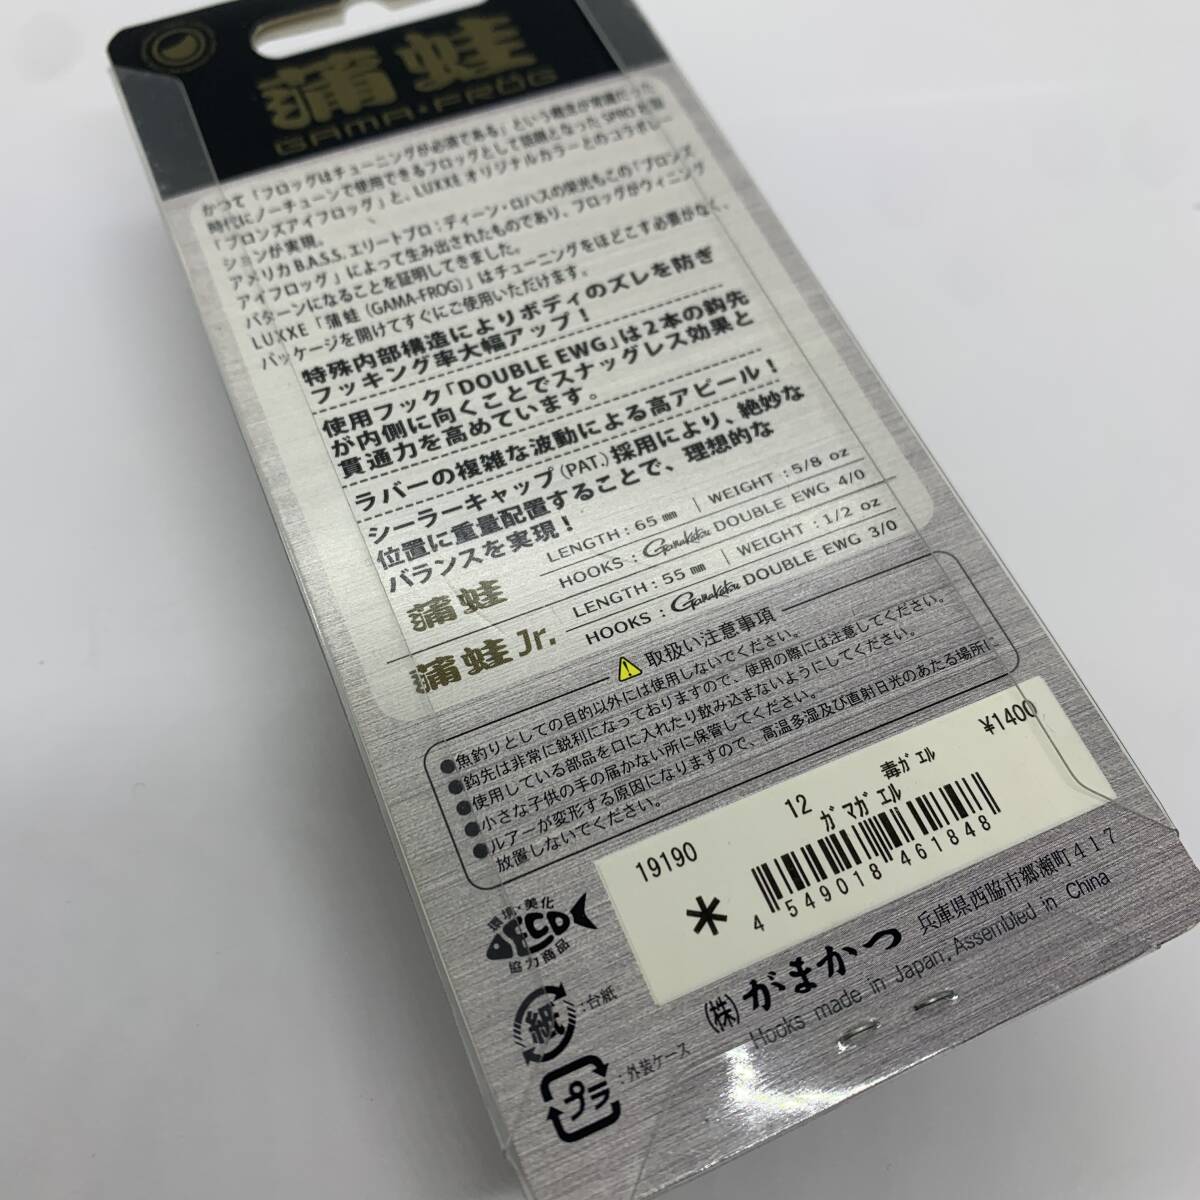 蒲蛙
GAMA-FROG
かつて「フロッグはチューニングが必須である」という概念が常識だった
時代にノーチューンで使用できるフロッグとして話題となったSPRO社製
「ブロンズアイフロッグ」と、LUXXEオリジナルカラーとのコラボレー
ションが実現。
アメリカB.A.S.S.エリートプロ:ディーン・ロハスの栄光もこの「ブロンズ
アイフロッグ」によって生み出されたものであり、フロッグがウィニング
パターンになることを証明してきました。
LUXXE「蒲蛙(GAMA-FROG)」はチューニングをほどこす必要がなく、
パッケージを開けてすぐにご使用いただけます。
特殊内部構造によりボディのズレを防ぎ
フッキング率大幅アップ!
使用フック「DOUBLE EWG」は2本の鈎先
が内側に向くことでスナッグレス効果と
貫通力を高めています。
ラバーの複雑な波動による高アピール!
シーラーキャップ(PAT.)採用により、絶妙な
位置に重量配置することで、理想的な
バランスを実現!
蒲蛙
LENGTH : 65 mm | WEIGHT : 5/8 oz
HOOKS : Gamakatsu DOUBLE EWG 4/0
蒲蛙Jr.
LENGTH : 55 mm | WEIGHT : 1/2 oz
HOOKS : Gamakatsu DOUBLE EWG 3/0
取扱い注意事項
●魚釣りとしての目的以外には使用しないでください。
●鈎先は非常に鋭利になっておりますので、使用の際には注意してください。
●使用している部品を口に入れたり飲み込まないようにしてください。
●小さな子供の手の届かない所に保管してください。
●ルアーが変形する原因になりますので、高温多湿及び直射日光のあたる場所に
放置しないでください。
¥1400
毒ガエル
12
ガマガエル
19190
*
4 549018 461848
環境・美化
ECO
協力商品
紙
:台紙
プラ
:外装ケース
(株)がまかつ 兵庫県西脇市郷瀬町417
Hooks made in Japan, Assembled in China